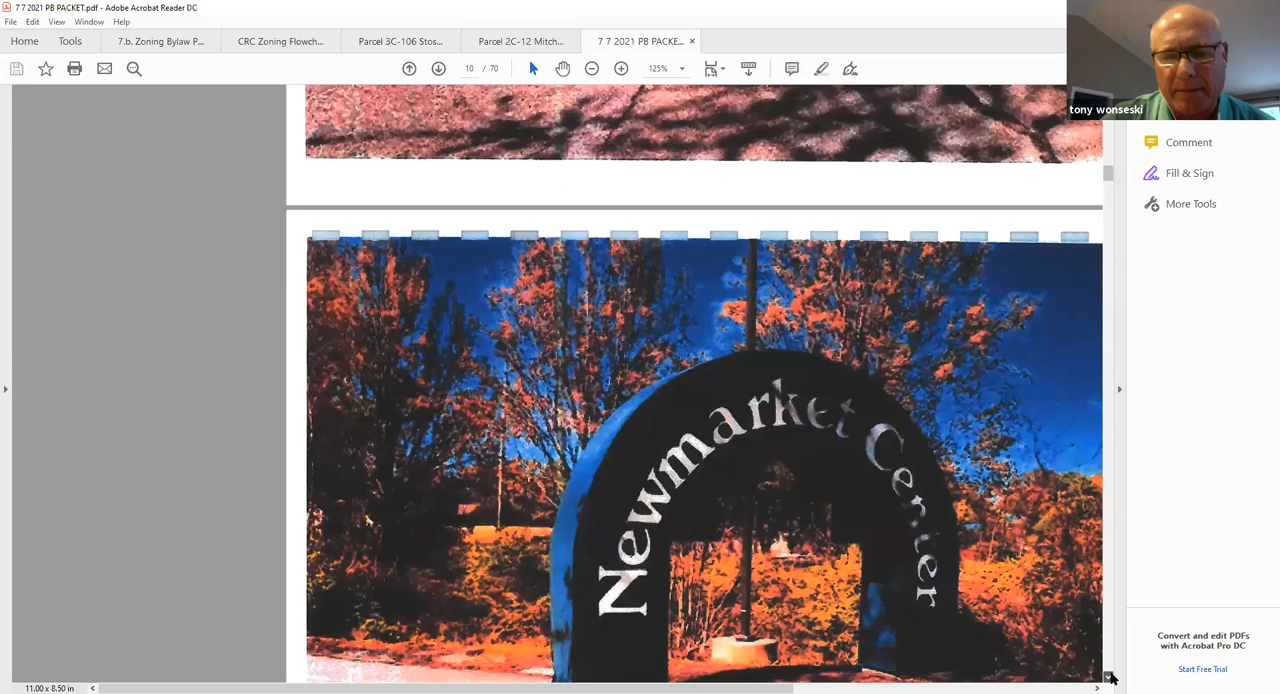 7 7 2021 PB PACKET.pdf - Adobe Acrobat Reader DC
File Edit View Window Help
Home Tools 7.b. Zoning Bylaw P... CRC Zoning Flowch... Parcel 3C-106 Stos... Parcel 2C-12 Mitch... 7 7 2021 PB PACKE... ×
10 / 70 125%
tony wonseski
Comment
Fill & Sign
More Tools
Newmarket Center
Convert and edit PDFs
with Acrobat Pro DC
Start Free Trial
11.00 x 8.50 in